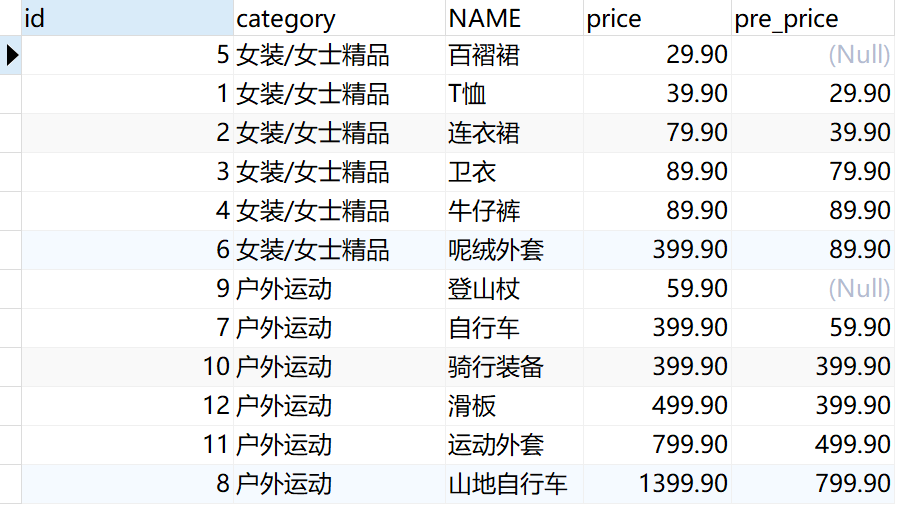 id category NAME price pre_price
5 女装/女士精品 百褶裙 29.90 (Null)
1 女装/女士精品 T恤 39.90 29.90
2 女装/女士精品 连衣裙 79.90 39.90
3 女装/女士精品 卫衣 89.90 79.90
4 女装/女士精品 牛仔裤 89.90 89.90
6 女装/女士精品 呢绒外套 399.90 89.90
9 户外运动 登山杖 59.90 (Null)
7 户外运动 自行车 399.90 59.90
10 户外运动 骑行装备 399.90 399.90
12 户外运动 滑板 499.90 399.90
11 户外运动 运动外套 799.90 499.90
8 户外运动 山地自行车 1399.90 799.90